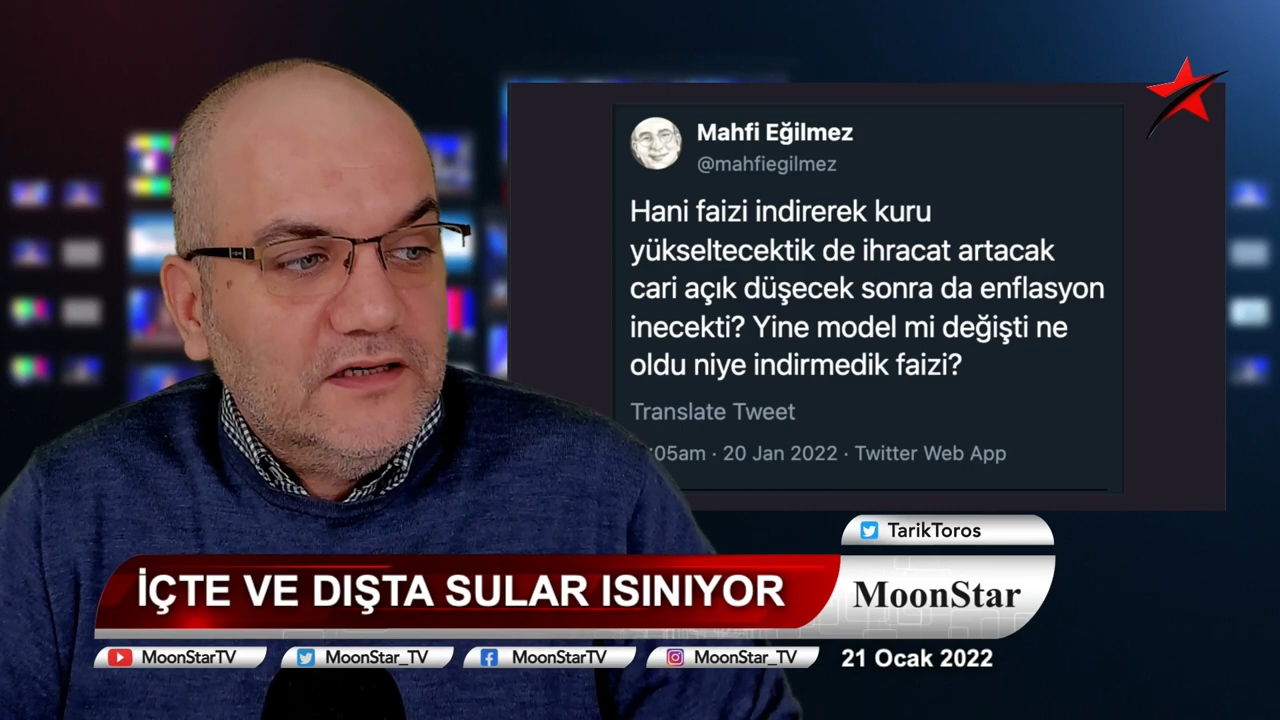 Mahfi Eğilmez
@mahfiegilmez
Hani faizi indirerek kuru
yükseltecektik de ihracat artacak
cari açık düşecek sonra da enflasyon
inecekti? Yine model mi değişti ne
oldu niye indirmedik faizi?
Translate Tweet
:05am · 20 Jan 2022 · Twitter Web App
TarikToros
İÇTE VE DIŞTA SULAR ISINIYOR
MoonStar
MoonStarTV
MoonStar_TV
MoonStarTV
MoonStar_TV
21 Ocak 2022